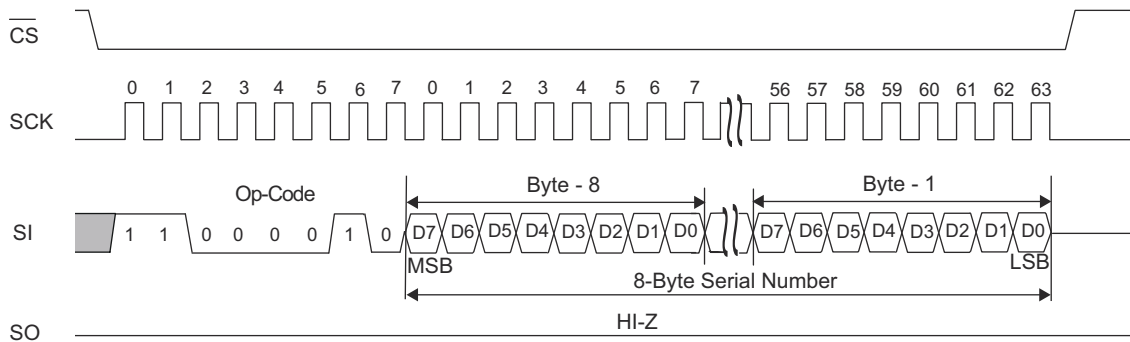 CS
0 1 2 3 4 5 6 7 0 1 2 3 4 5 6 7 56 57 58 59 60 61 62 63
SCK
Op-Code Byte - 8 Byte - 1
SI 1 1 0 0 0 0 1 0 D7 D6 D5 D4 D3 D2 D1 D0 D7 D6 D5 D4 D3 D2 D1 D0
MSB LSB
8-Byte Serial Number
HI-Z
SO